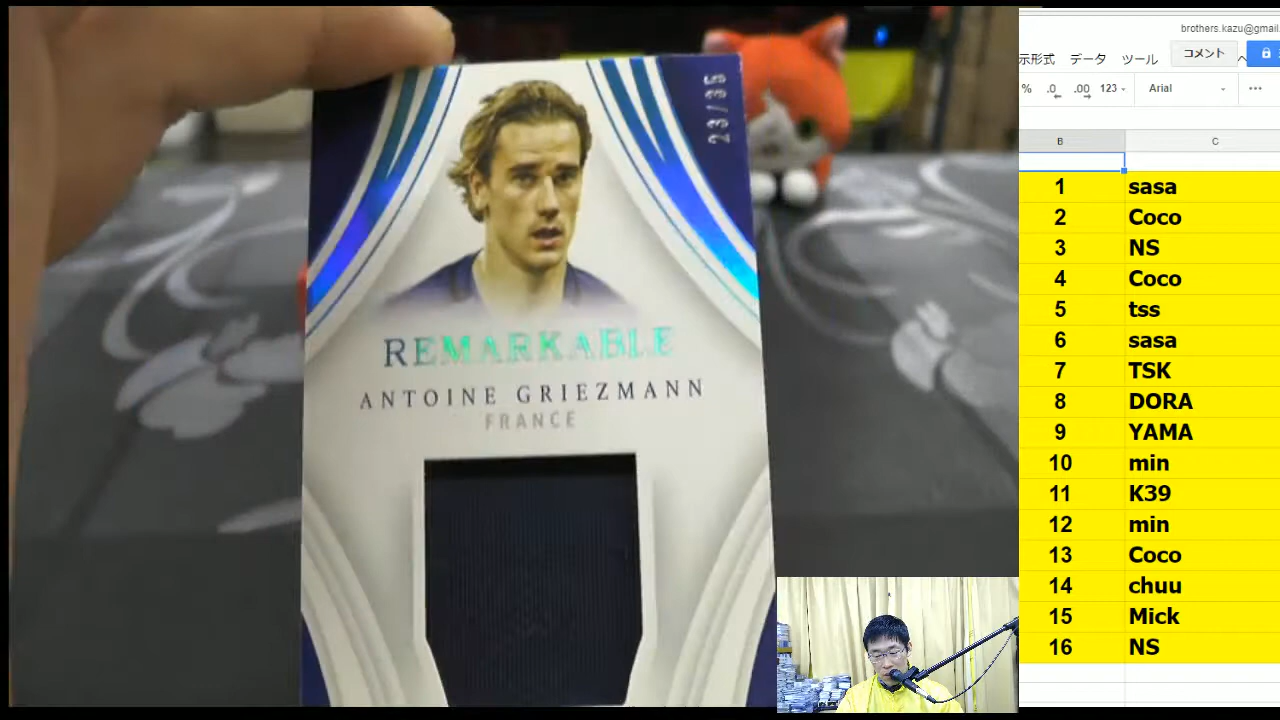 23/35
REMARKABLE
ANTOINE GRIEZMANN
FRANCE
brothers.kazu@gmail.
示形式 データ ツール コメント
% .0 .00 123 Arial
B C
1 sasa
2 Coco
3 NS
4 Coco
5 tss
6 sasa
7 TSK
8 DORA
9 YAMA
10 min
11 K39
12 min
13 Coco
14 chuu
15 Mick
16 NS